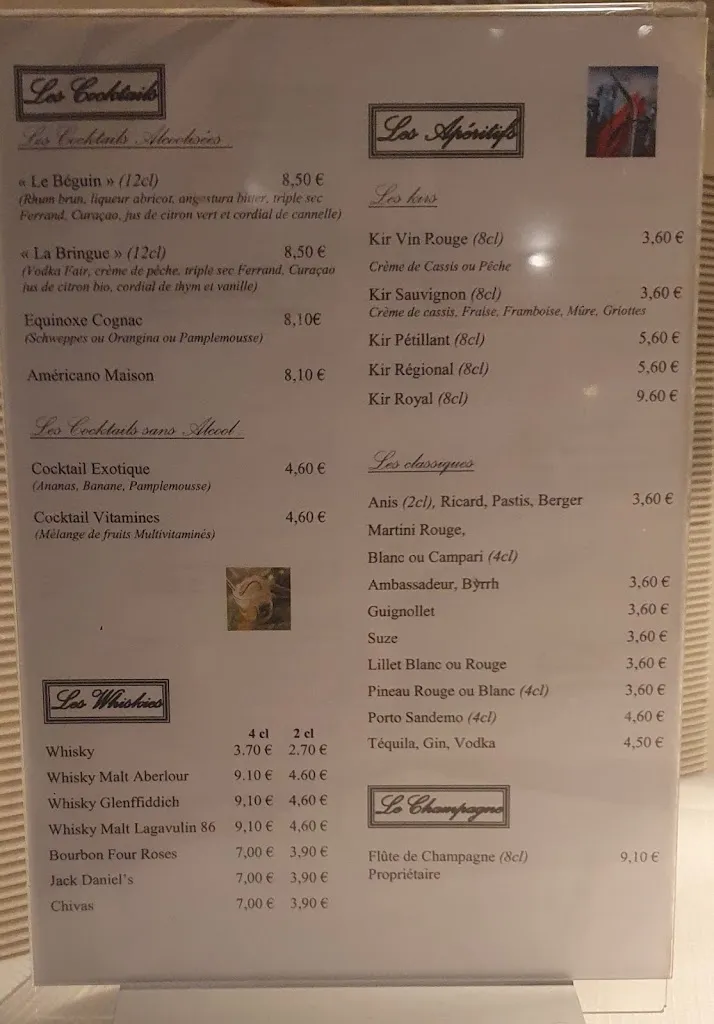 Les Cocktails
Les Cocktails Alcoolisées
« Le Béguin » (12cl) 8,50 €
(Rhum brun, liqueur abricot, angostura bitter, triple sec
Ferrand, Curaçao, jus de citron vert et cordial de cannelle)
« La Bringue » (12cl) 8,50 €
(Vodka Fair, crème de pêche, triple sec Ferrand, Curaçao
jus de citron bio, cordial de thym et vanille)
Equinoxe Cognac 8,10€
(Schweppes ou Orangina ou Pamplemousse)
Américano Maison 8,10 €
Les Cocktails sans Alcool
Cocktail Exotique 4,60 €
(Ananas, Banane, Pamplemousse)
Cocktail Vitamines 4,60 €
(Mélange de fruits Multivitaminés)
Les Whiskies
4 cl 2 cl
Whisky 3.70 € 2.70 €
Whisky Malt Aberlour 9.10 € 4.60 €
Whisky Glenffiddich 9,10 € 4,60 €
Whisky Malt Lagavulin 86 9,10 € 4,60 €
Bourbon Four Roses 7,00 € 3,90 €
Jack Daniel's 7,00 € 3,90 €
Chivas 7,00 € 3,90 €
Les Apéritifs
Les kirs
Kir Vin Rouge (8cl) 3,60 €
Crème de Cassis ou Pêche
Kir Sauvignon (8cl) 3,60 €
Crème de cassis, Fraise, Framboise, Mûre, Griottes
Kir Pétillant (8cl) 5,60 €
Kir Régional (8cl) 5,60 €
Kir Royal (8cl) 9.60 €
Les classiques
Anis (2cl), Ricard, Pastis, Berger 3,60 €
Martini Rouge,
Blanc ou Campari (4cl)
Ambassadeur, Bÿrrh 3,60 €
Guignollet 3,60 €
Suze 3,60 €
Lillet Blanc ou Rouge 3,60 €
Pineau Rouge ou Blanc (4cl) 3,60 €
Porto Sandemo (4cl) 4,60 €
Téquila, Gin, Vodka 4,50 €
Le Champagne
Flûte de Champagne (8cl) 9,10 €
Propriétaire